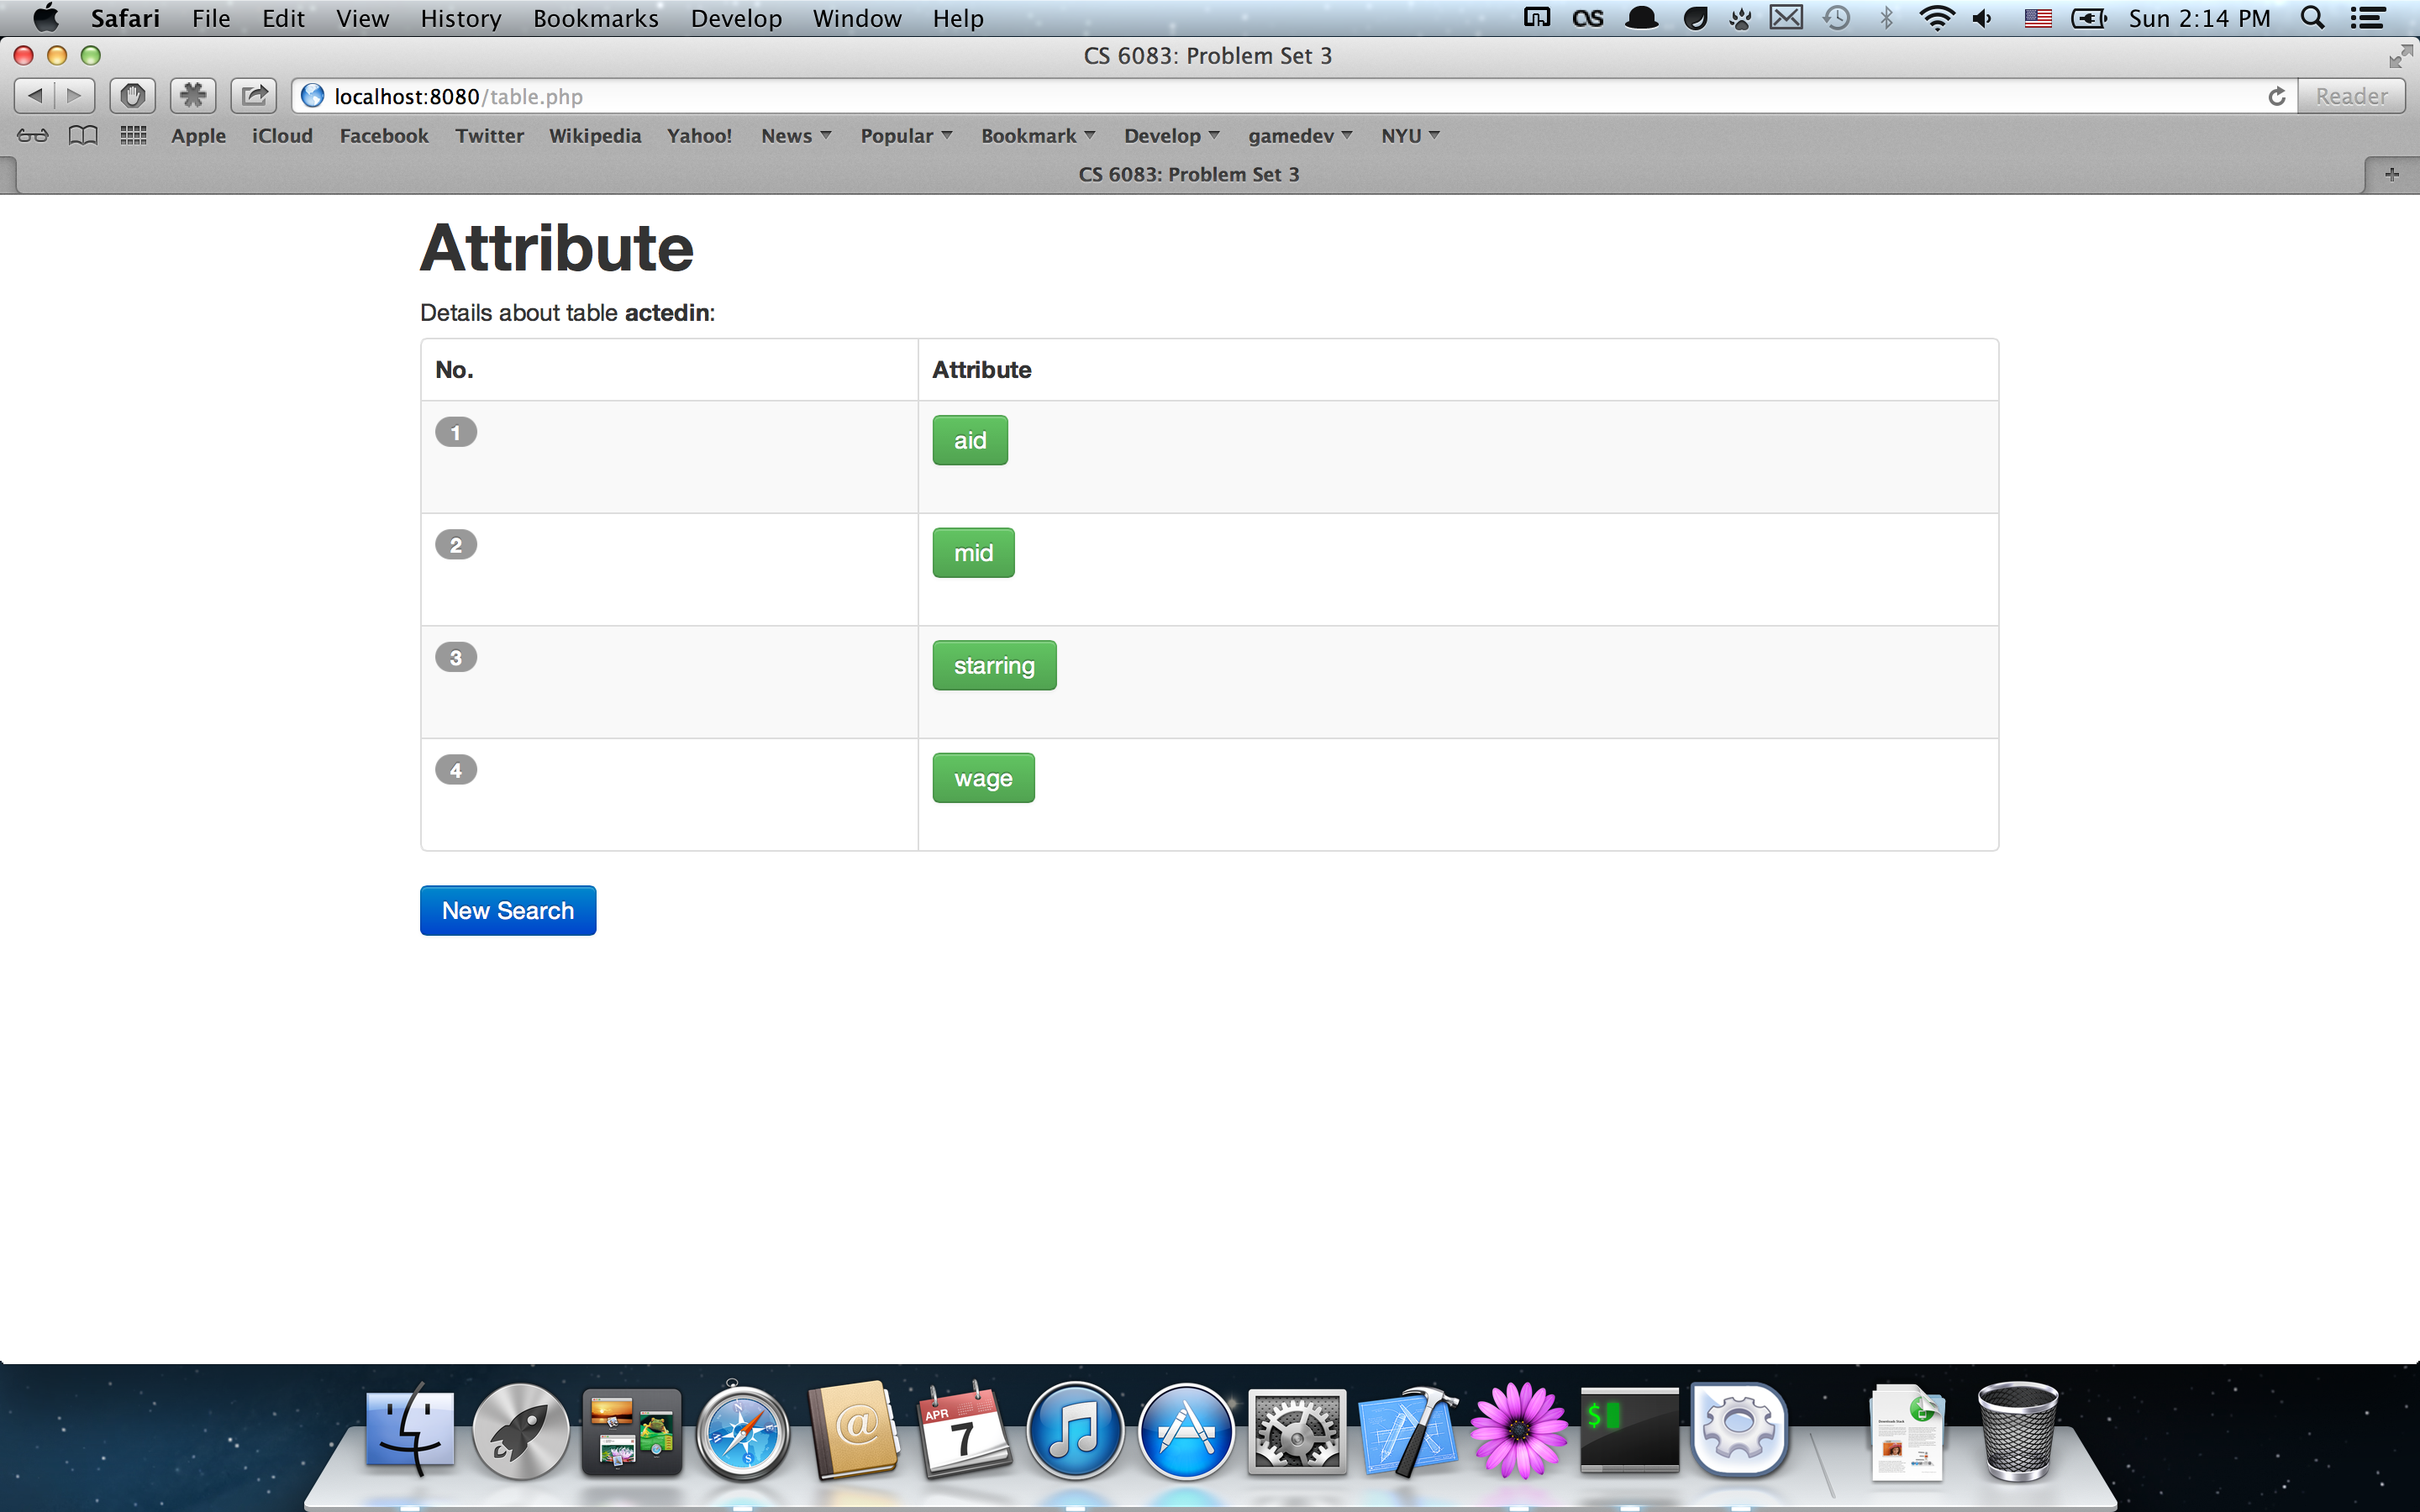 Safari File Edit View History Bookmarks Develop Window Help Sun 2:14 PM
CS 6083: Problem Set 3
localhost:8080/table.php Reader
Apple iCloud Facebook Twitter Wikipedia Yahoo! News Popular Bookmark Develop gamedev NYU
CS 6083: Problem Set 3
Attribute
Details about table actedin:
No. Attribute
1 aid
2 mid
3 starring
4 wage
New Search
APR
7
$